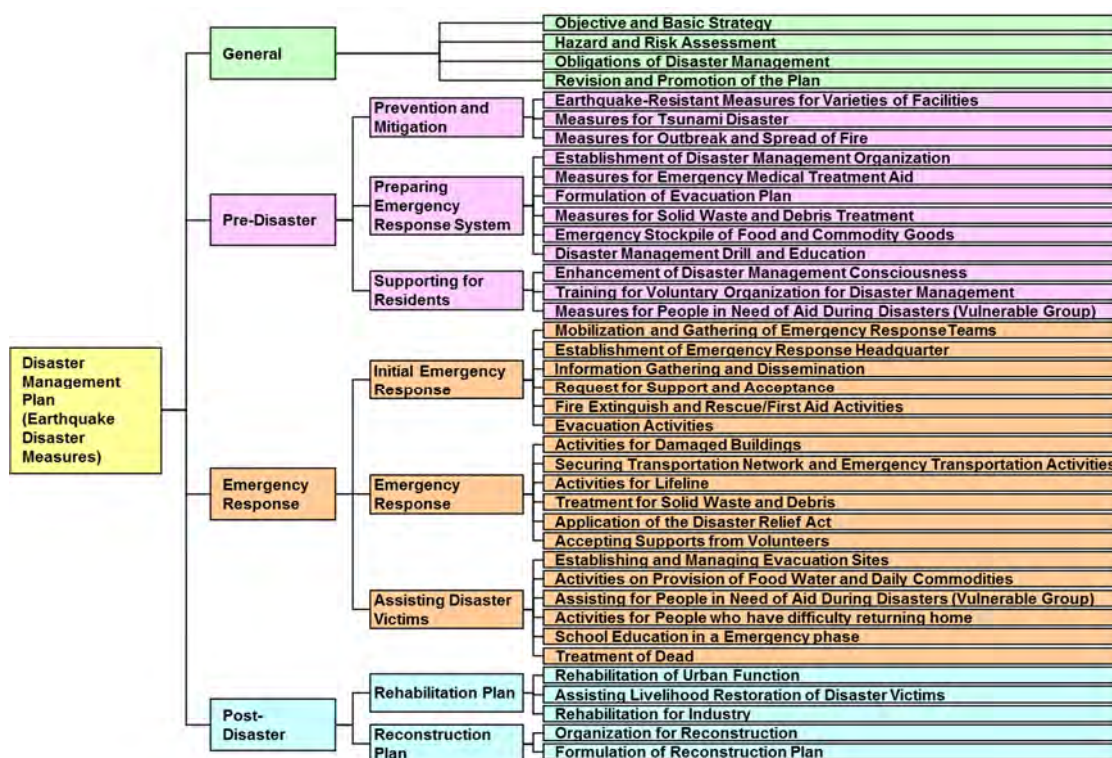 Disaster
Management
Plan
(Earthquake
Disaster
Measures)
General
Objective and Basic Strategy
Hazard and Risk Assessment
Obligations of Disaster Management
Revision and Promotion of the Plan
Pre-Disaster
Prevention and
Mitigation
Earthquake-Resistant Measures for Varieties of Facilities
Measures for Tsunami Disaster
Measures for Outbreak and Spread of Fire
Preparing
Emergency
Response System
Establishment of Disaster Management Organization
Measures for Emergency Medical Treatment Aid
Formulation of Evacuation Plan
Measures for Solid Waste and Debris Treatment
Emergency Stockpile of Food and Commodity Goods
Disaster Management Drill and Education
Supporting for
Residents
Enhancement of Disaster Management Consciousness
Training for Voluntary Organization for Disaster Management
Measures for People in Need of Aid During Disasters (Vulnerable Group)
Emergency
Response
Initial Emergency
Response
Mobilization and Gathering of Emergency Response Teams
Establishment of Emergency Response Headquarter
Information Gathering and Dissemination
Request for Support and Acceptance
Fire Extinguish and Rescue/First Aid Activities
Evacuation Activities
Emergency
Response
Activities for Damaged Buildings
Securing Transportation Network and Emergency Transportation Activities
Activities for Lifeline
Treatment for Solid Waste and Debris
Application of the Disaster Relief Act
Accepting Supports from Volunteers
Assisting Disaster
Victims
Establishing and Managing Evacuation Sites
Activities on Provision of Food Water and Daily Commodities
Assisting for People in Need of Aid During Disasters (Vulnerable Group)
Activities for People who have difficulty returning home
School Education in a Emergency phase
Treatment of Dead
Post-
Disaster
Rehabilitation Plan
Rehabilitation of Urban Function
Assisting Livelihood Restoration of Disaster Victims
Rehabilitation for Industry
Reconstruction
Plan
Organization for Reconstruction
Formulation of Reconstruction Plan